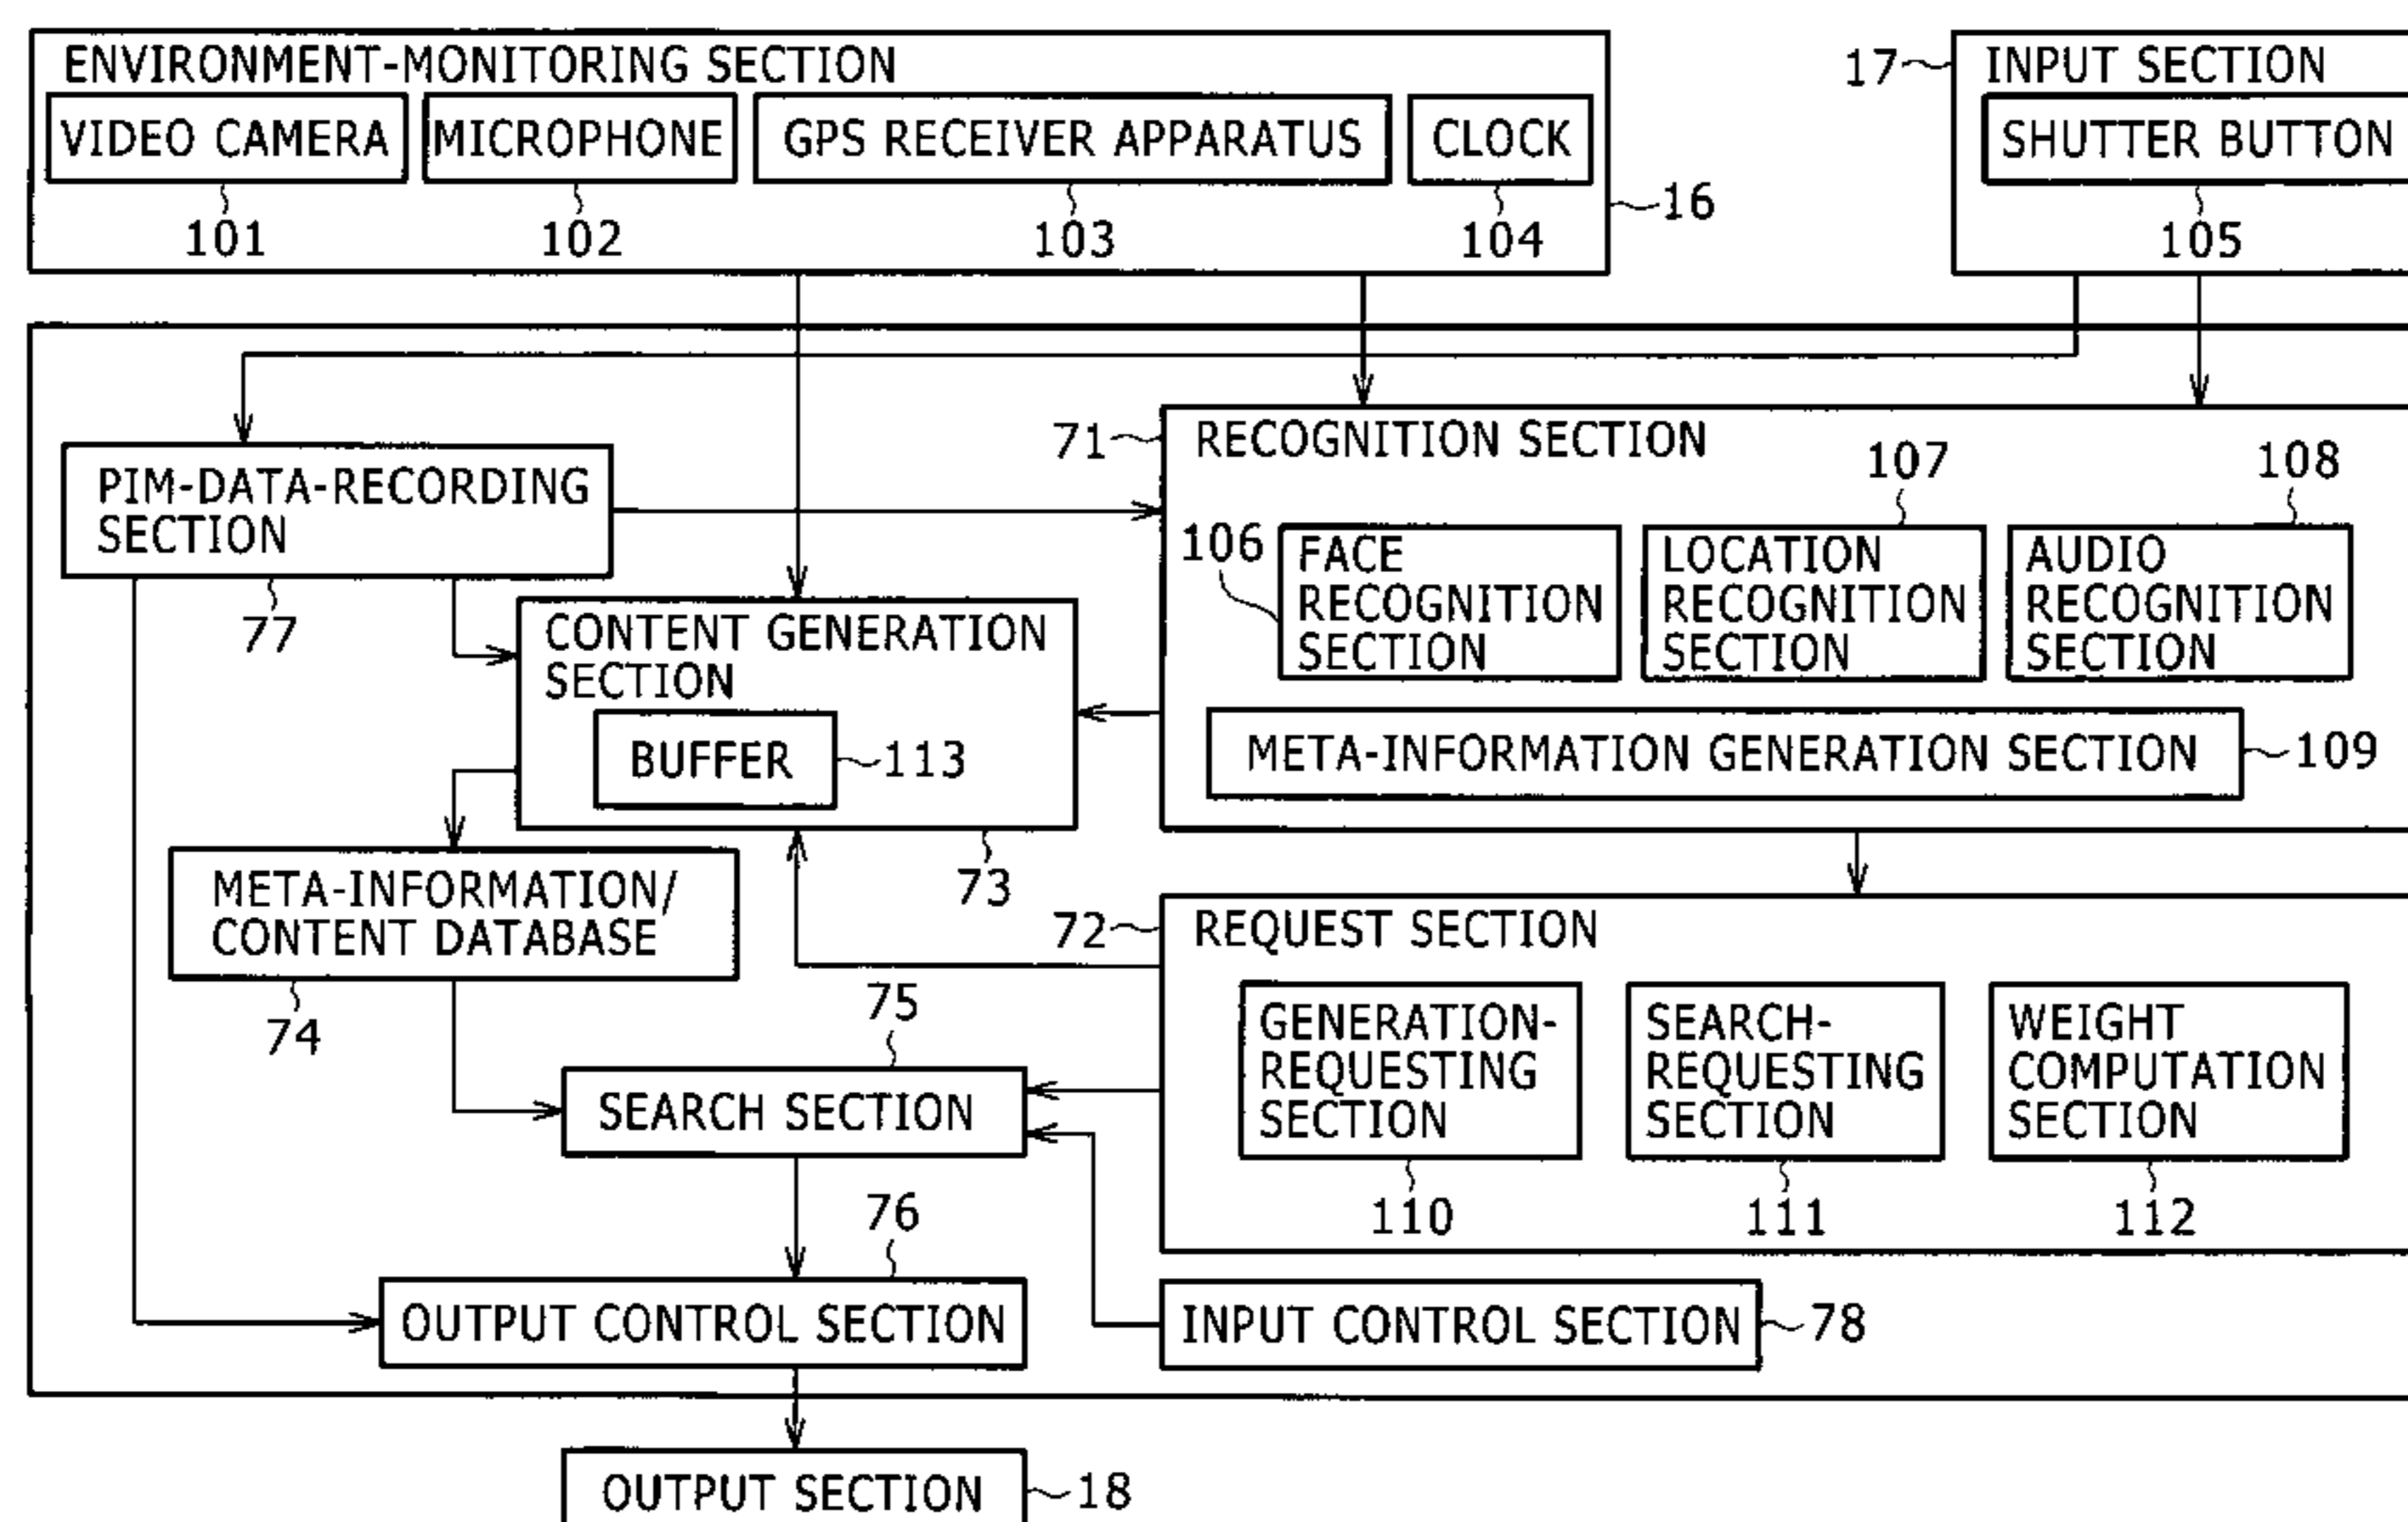 ENVIRONMENT-MONITORING SECTION
VIDEO CAMERA
MICROPHONE
GPS RECEIVER APPARATUS
CLOCK
101
102
103
104
16
17
INPUT SECTION
SHUTTER BUTTON
105
PIM-DATA-RECORDING
SECTION
77
71
RECOGNITION SECTION
106
107
108
FACE
RECOGNITION
SECTION
LOCATION
RECOGNITION
SECTION
AUDIO
RECOGNITION
SECTION
META-INFORMATION GENERATION SECTION
109
CONTENT GENERATION
SECTION
BUFFER
113
73
META-INFORMATION/
CONTENT DATABASE
74
72
REQUEST SECTION
GENERATION-
REQUESTING
SECTION
110
SEARCH-
REQUESTING
SECTION
111
WEIGHT
COMPUTATION
SECTION
112
75
SEARCH SECTION
76
OUTPUT CONTROL SECTION
INPUT CONTROL SECTION
78
OUTPUT SECTION
18